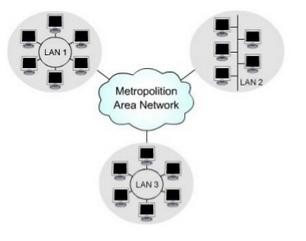 LAN 1
LAN 2
Metropolition
Area Network
LAN 3